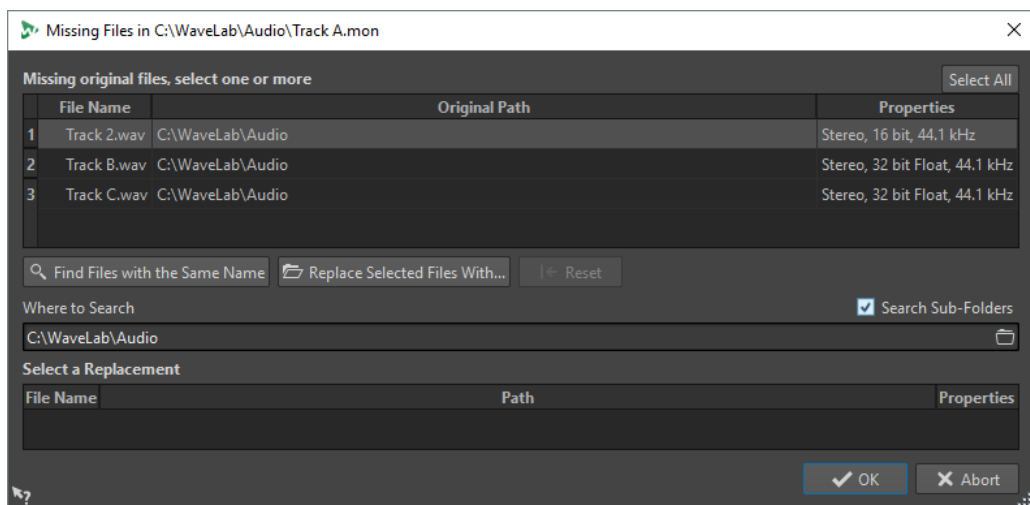 Missing Files in C:\WaveLab\Audio\Track A.mon
Missing original files, select one or more Select All
File Name Original Path Properties
1 Track 2.wav C:\WaveLab\Audio Stereo, 16 bit, 44.1 kHz
2 Track B.wav C:\WaveLab\Audio Stereo, 32 bit Float, 44.1 kHz
3 Track C.wav C:\WaveLab\Audio Stereo, 32 bit Float, 44.1 kHz
Find Files with the Same Name Replace Selected Files With... Reset
Where to Search Search Sub-Folders
C:\WaveLab\Audio
Select a Replacement
File Name Path Properties
OK Abort
?